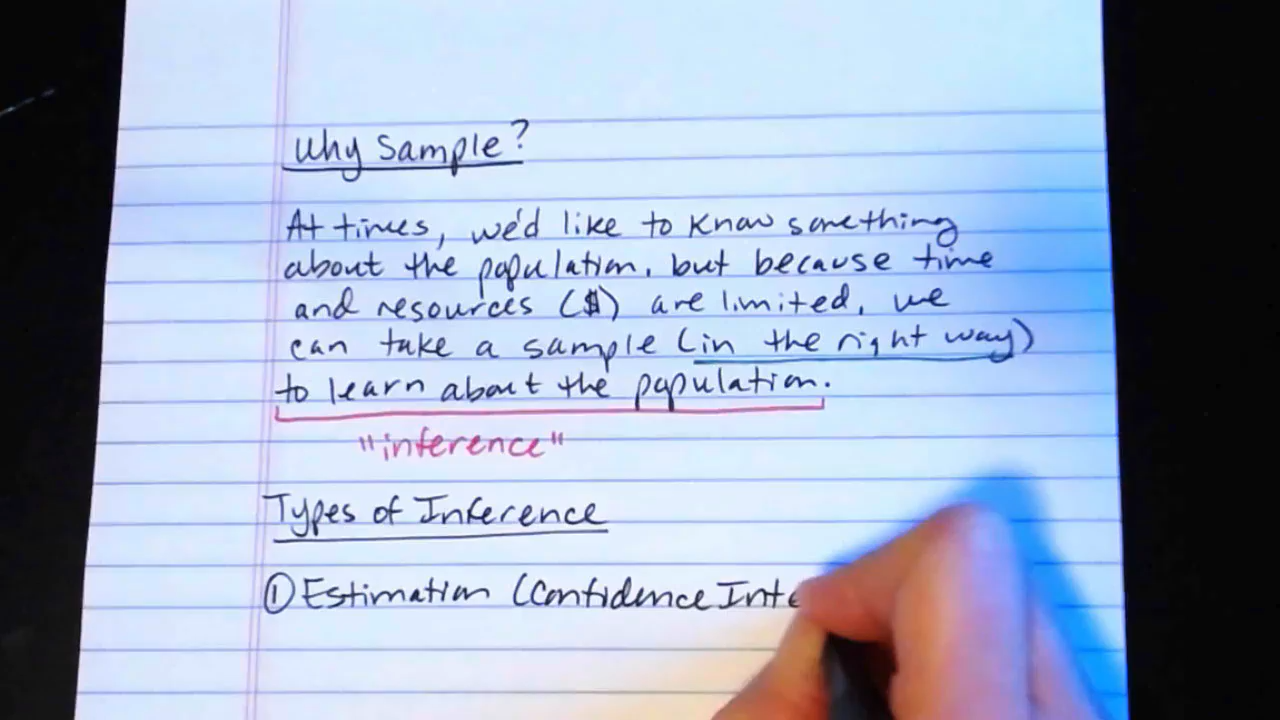 Why Sample?
At times, we'd like to know something
about the population, but because time
and resources ($) are limited, we
can take a sample (in the right way)
to learn about the population.
"inference"
Types of Inference
① Estimation (Confidence Inte